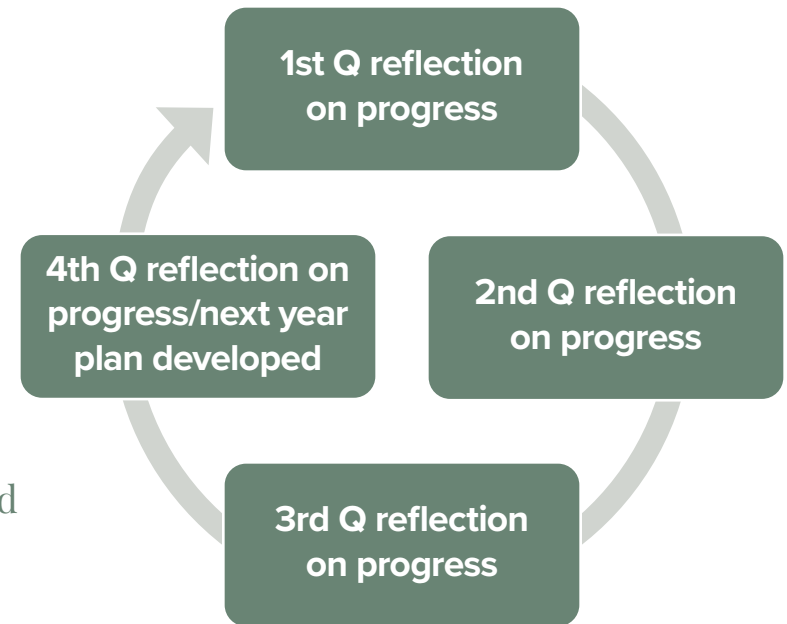 1st Q reflection
on progress
2nd Q reflection
on progress
3rd Q reflection
on progress
4th Q reflection on
progress/next year
plan developed
d